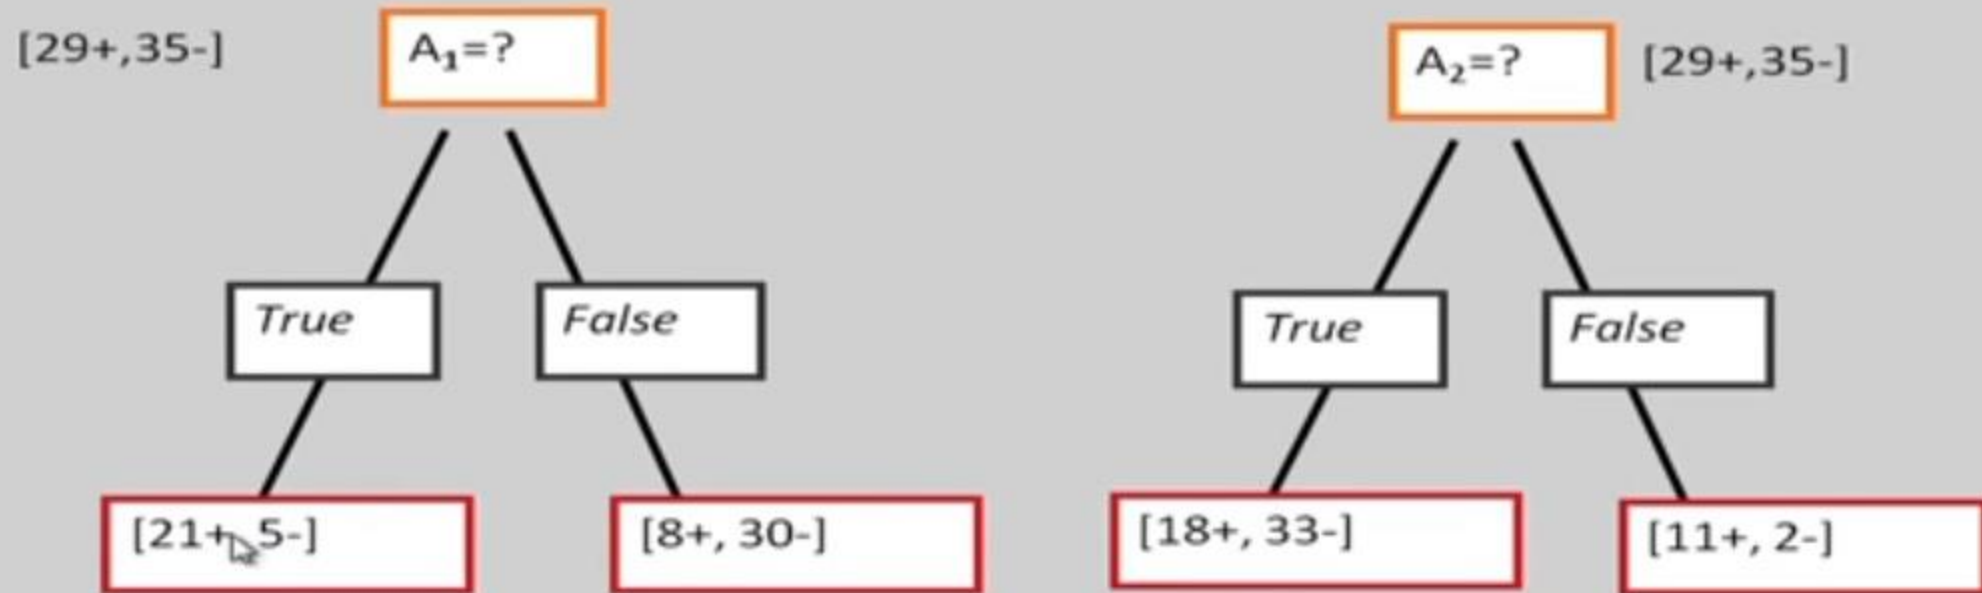 [29+,35-]
A₁=?
True
False
[21+, 5-]
[8+, 30-]
A₂=?
[29+,35-]
True
False
[18+, 33-]
[11+, 2-]